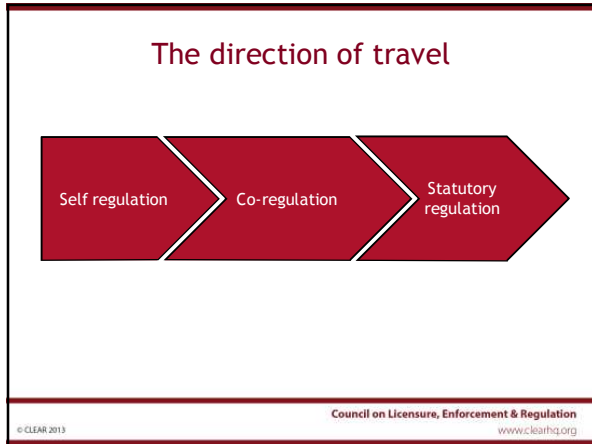 The direction of travel
Self regulation
Co-regulation
Statutory
regulation
Council on Licensure, Enforcement & Regulation
© CLEAR 2013
www.clearhq.org